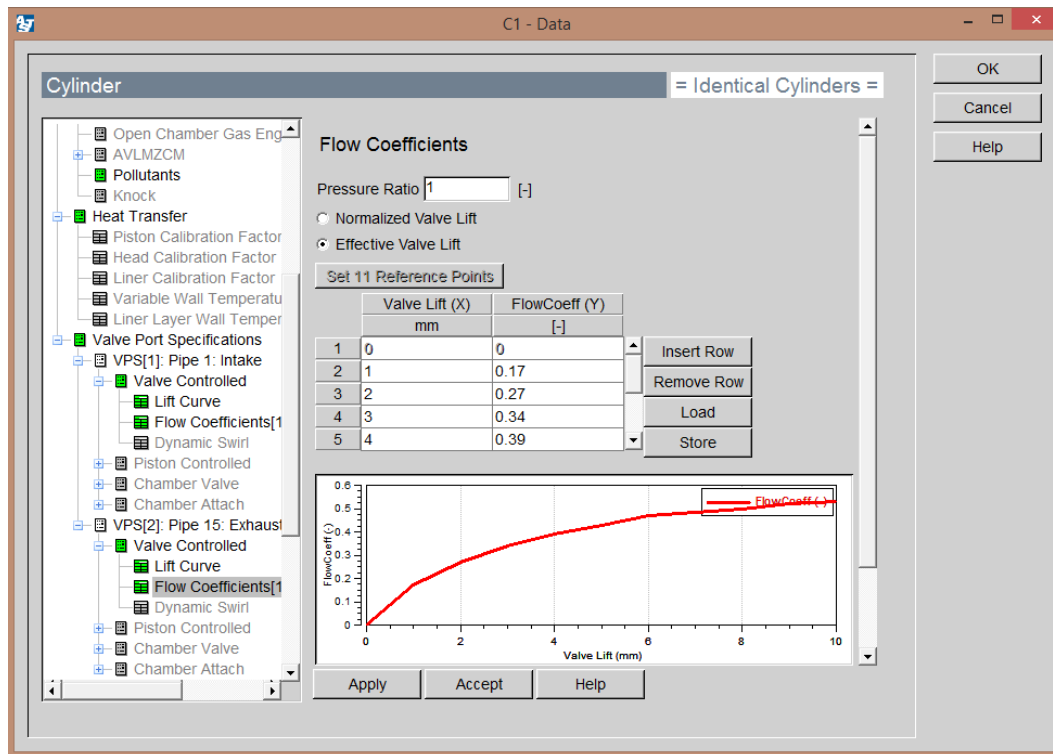 C1 - Data
OK
Cancel
Help
Cylinder
= Identical Cylinders =
Open Chamber Gas Eng
AVLMZCM
Pollutants
Knock
Heat Transfer
Piston Calibration Factor
Head Calibration Factor
Liner Calibration Factor
Variable Wall Temperatu
Liner Layer Wall Temper
Valve Port Specifications
VPS[1]: Pipe 1: Intake
Valve Controlled
Lift Curve
Flow Coefficients[1
Dynamic Swirl
Piston Controlled
Chamber Valve
Chamber Attach
VPS[2]: Pipe 15: Exhaust
Valve Controlled
Lift Curve
Flow Coefficients[1
Dynamic Swirl
Piston Controlled
Chamber Valve
Chamber Attach
Flow Coefficients
Pressure Ratio 1 [-]
Normalized Valve Lift
Effective Valve Lift
Set 11 Reference Points
Valve Lift (X) FlowCoeff (Y)
mm [-]
1 0 0
2 1 0.17
3 2 0.27
4 3 0.34
5 4 0.39
Insert Row
Remove Row
Load
Store
FlowCoeff (-)
0.6
0.5
0.4
0.3
0.2
0.1
0
FlowCoeff (-)
0 2 4 6 8 10
Valve Lift (mm)
Apply Accept Help